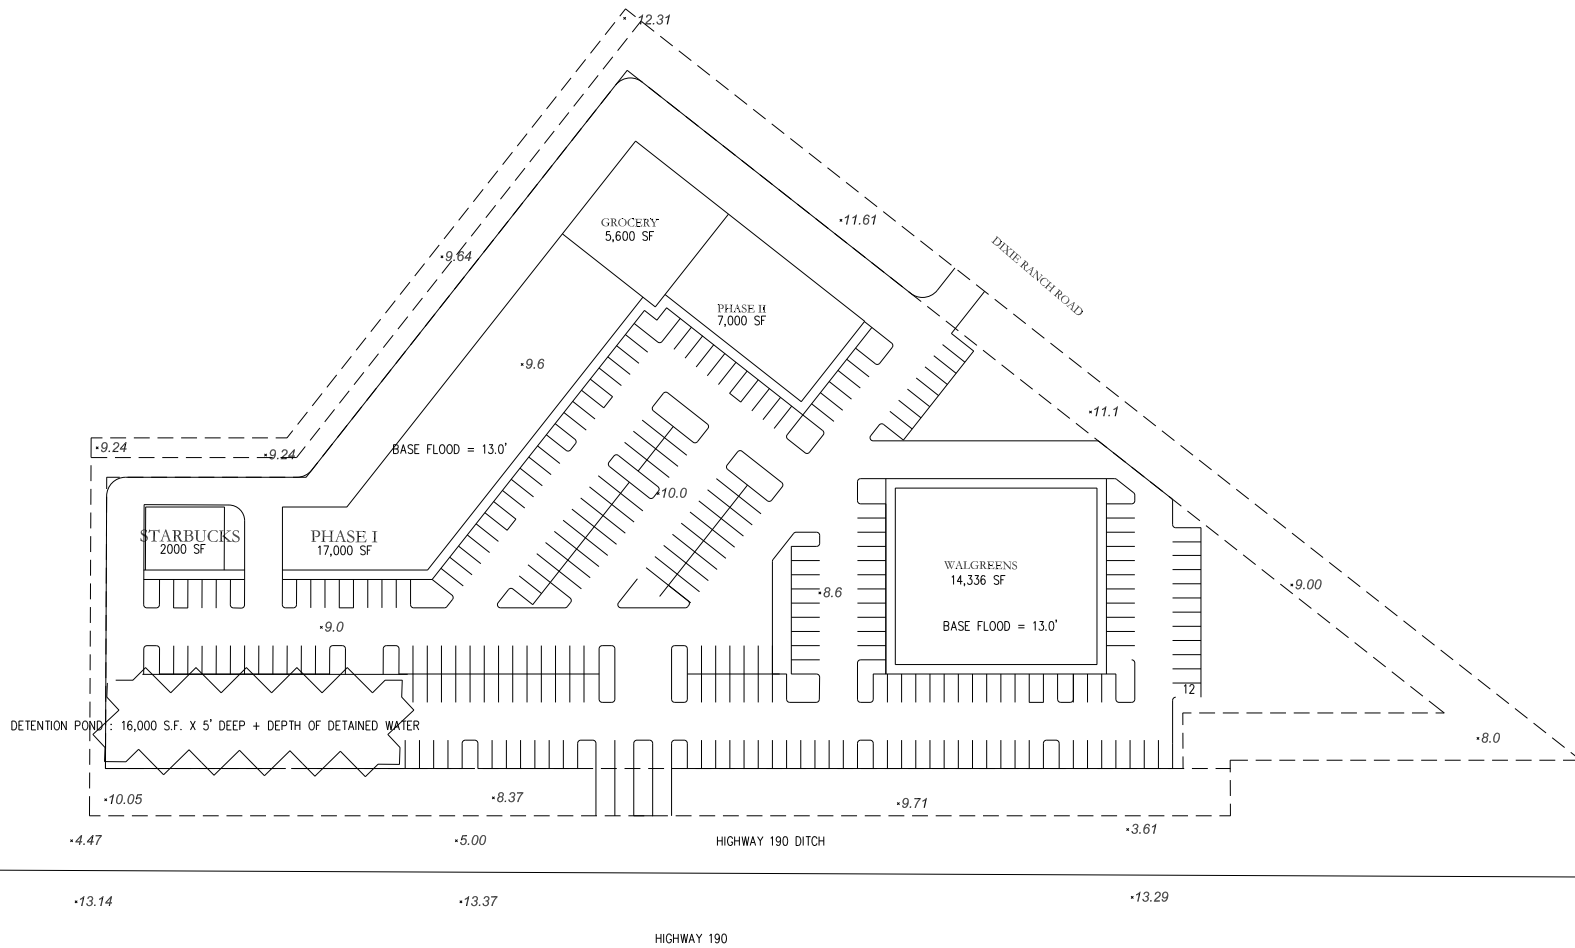 12.31
11.61
GROCERY
5,600 SF
9.64
DIXIE RANCH ROAD
PHASE II
7,000 SF
9.6
11.1
9.24
9.24
BASE FLOOD = 13.0'
10.0
STARBUCKS
2000 SF
PHASE I
17,000 SF
WALGREENS
14,336 SF
8.6
9.00
9.0
BASE FLOOD = 13.0'
12
DETENTION POND : 16,000 S.F. X 5' DEEP + DEPTH OF DETAINED WATER
8.0
10.05
8.37
9.71
3.61
4.47
5.00
HIGHWAY 190 DITCH
13.14
13.37
13.29
HIGHWAY 190